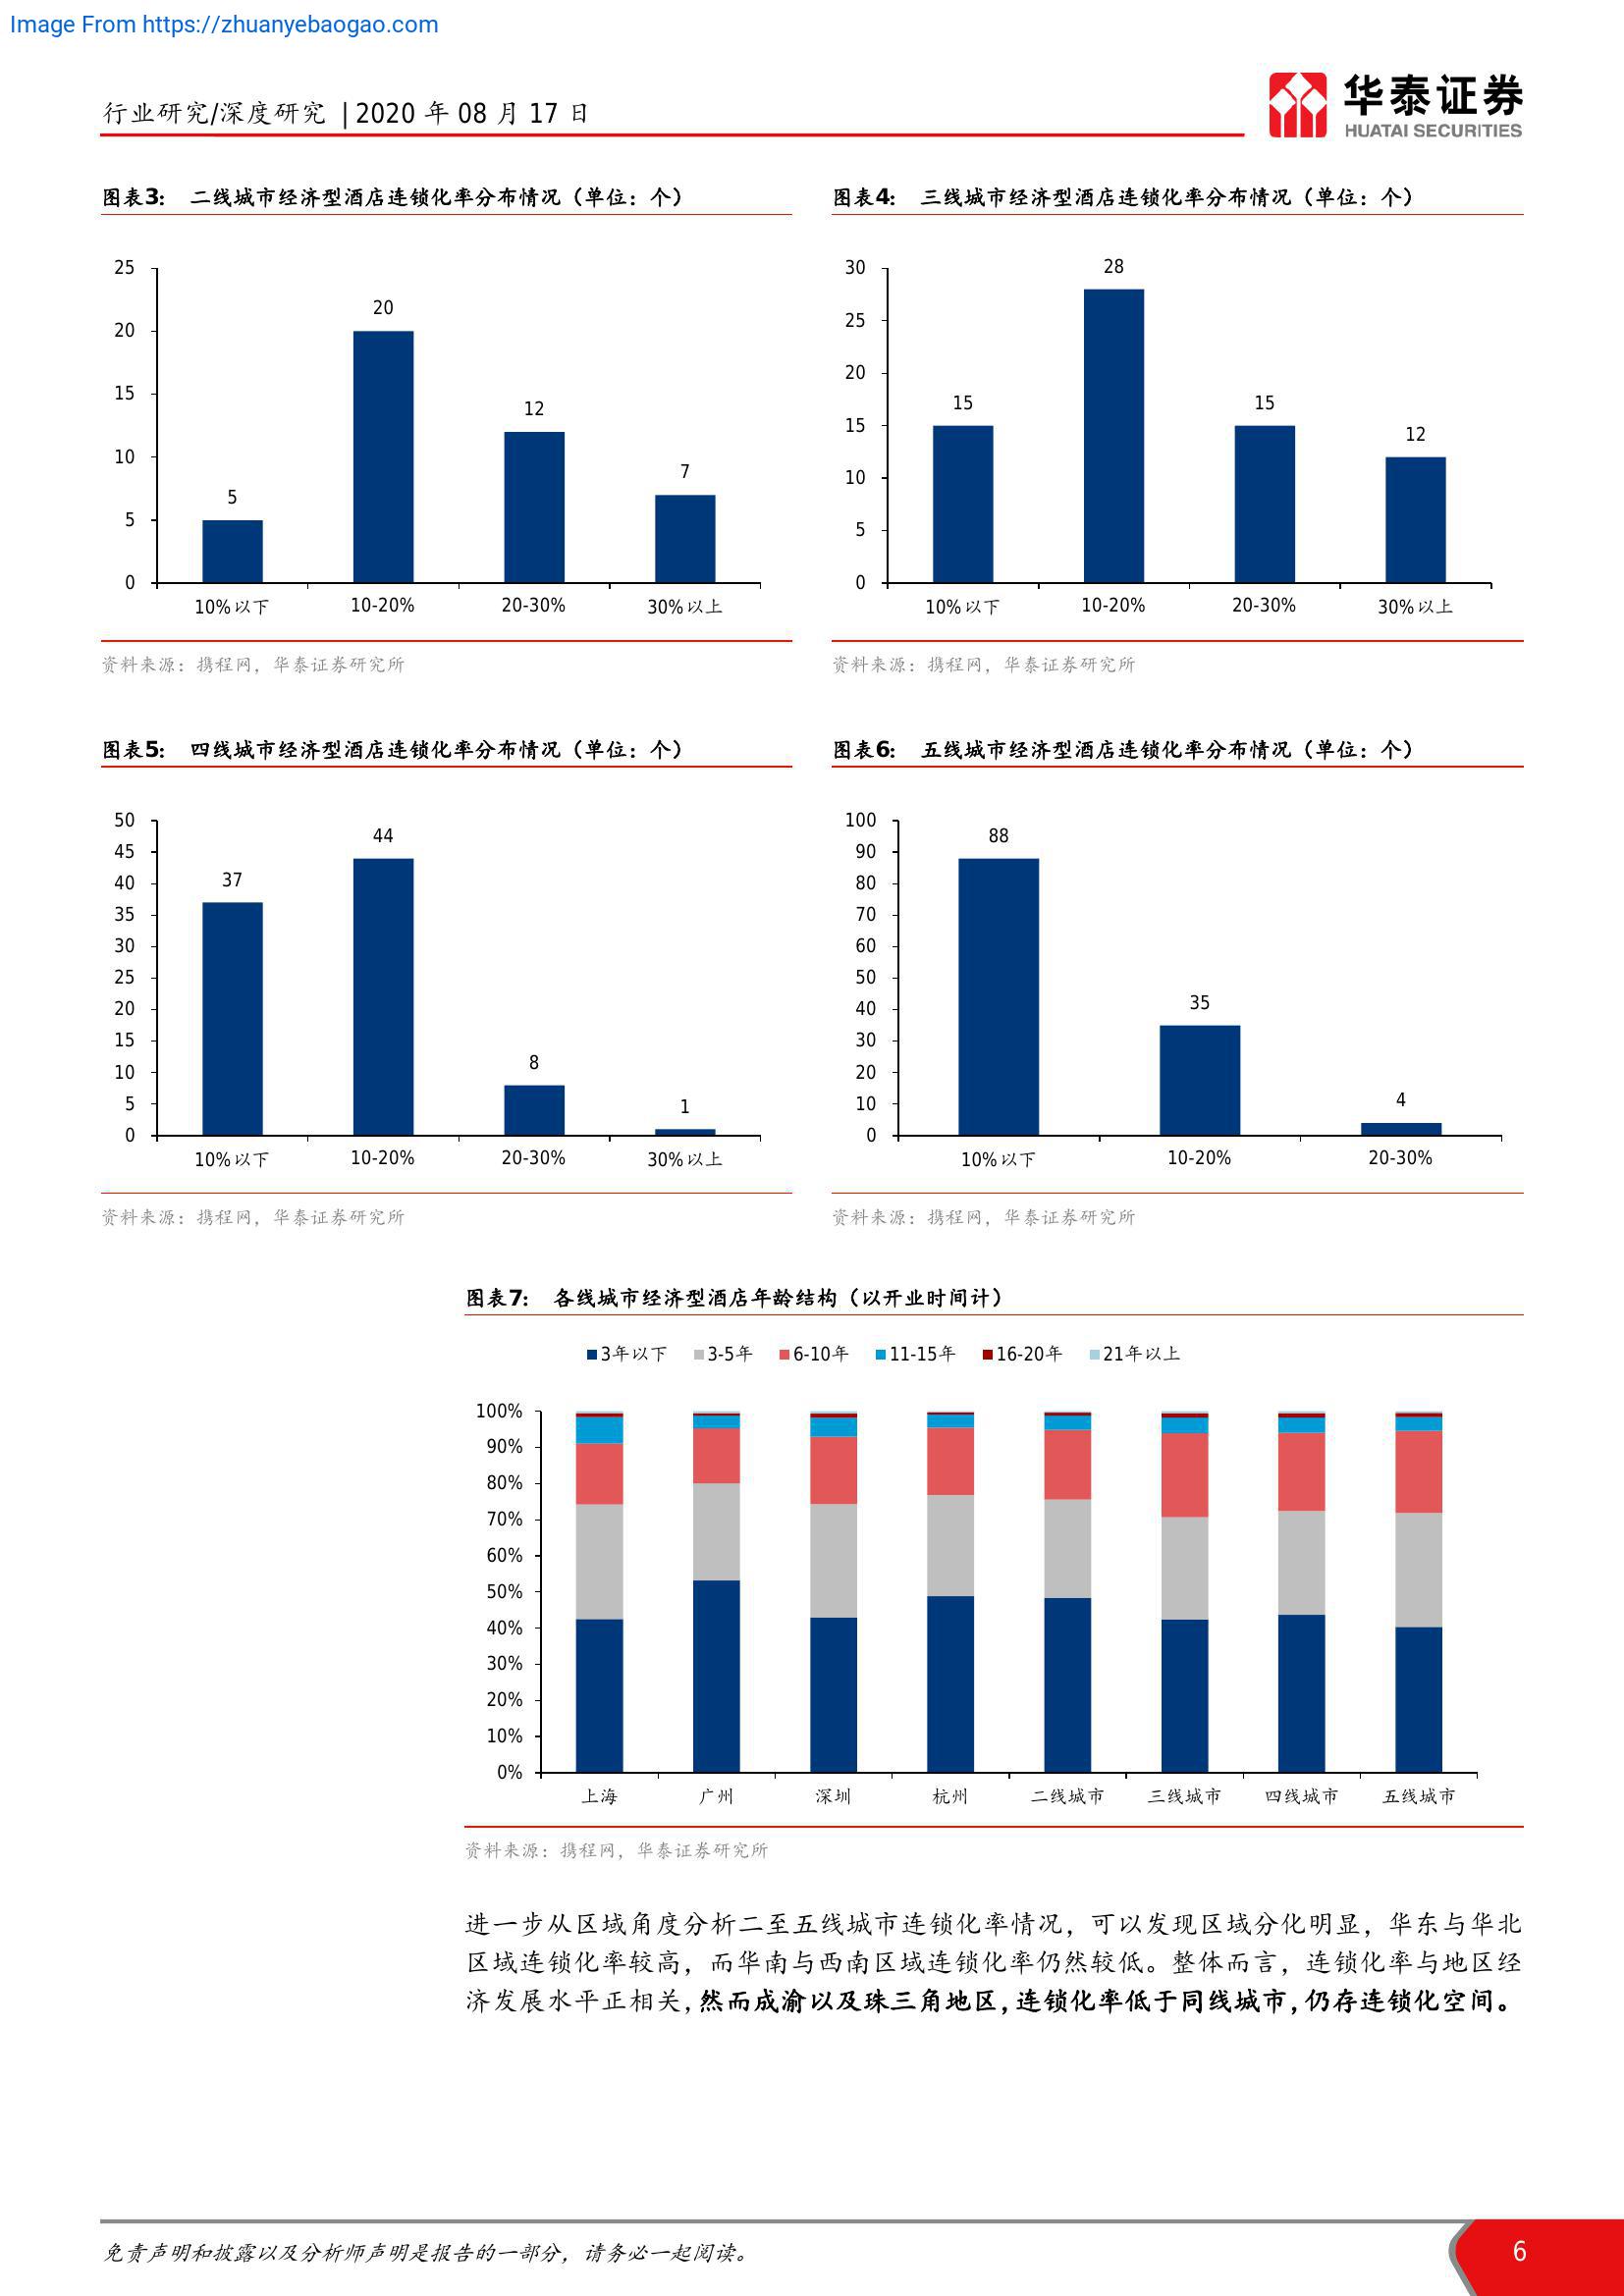 Image From https://zhuanyebaogao.com
行业研究/深度研究 | 2020 年 08 月 17 日
华泰证券
HUATAI SECURITIES
图表3: 二线城市经济型酒店连锁化率分布情况（单位：个）
25
20
15
10
5
0
5
20
12
7
10%以下 10-20% 20-30% 30%以上
资料来源：携程网，华泰证券研究所
图表4: 三线城市经济型酒店连锁化率分布情况（单位：个）
30
25
20
15
10
5
0
15
28
15
12
10%以下 10-20% 20-30% 30%以上
资料来源：携程网，华泰证券研究所
图表5: 四线城市经济型酒店连锁化率分布情况（单位：个）
50
45
40
35
30
25
20
15
10
5
0
37
44
8
1
10%以下 10-20% 20-30% 30%以上
资料来源：携程网，华泰证券研究所
图表6: 五线城市经济型酒店连锁化率分布情况（单位：个）
100
90
80
70
60
50
40
30
20
10
0
88
35
4
10%以下 10-20% 20-30%
资料来源：携程网，华泰证券研究所
图表7: 各线城市经济型酒店年龄结构（以开业时间计）
3年以下 3-5年 6-10年 11-15年 16-20年 21年以上
100%
90%
80%
70%
60%
50%
40%
30%
20%
10%
0%
上海 广州 深圳 杭州 二线城市 三线城市 四线城市 五线城市
资料来源：携程网，华泰证券研究所
进一步从区域角度分析二至五线城市连锁化率情况，可以发现区域分化明显，华东与华北
区域连锁化率较高，而华南与西南区域连锁化率仍然较低。整体而言，连锁化率与地区经
济发展水平正相关，然而成渝以及珠三角地区，连锁化率低于同线城市，仍存连锁化空间。
免责声明和披露以及分析师声明是报告的一部分，请务必一起阅读。
6